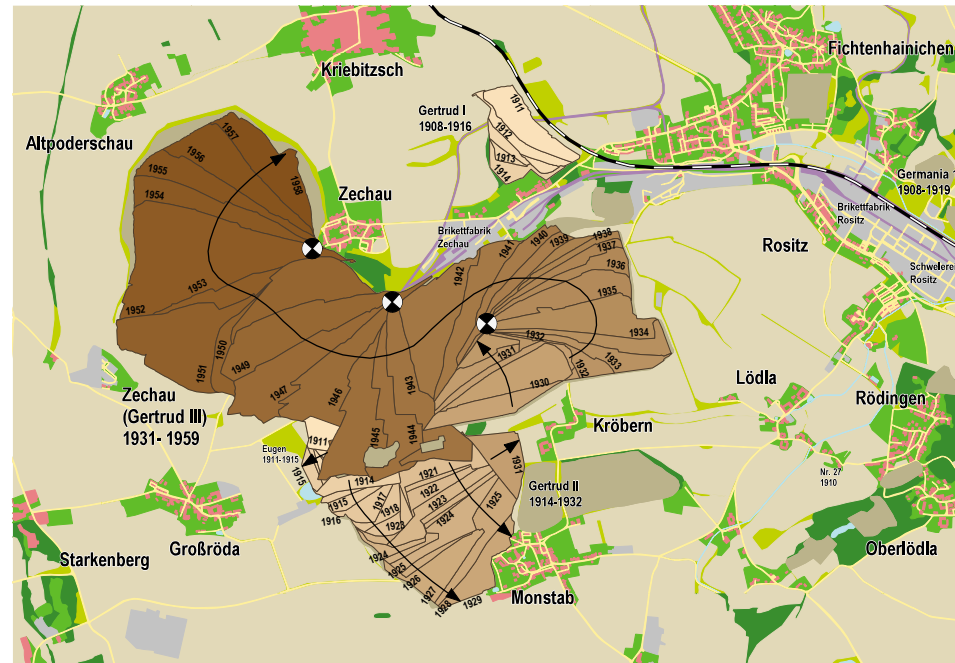 Kriebitzsch
Fichtenhainichen
Altpoderschau
Gertrud I
1908-1916
1911
1912
1913
1914
Germania 1
1908-1919
Zechau
Brikettfabrik
Zechau
Brikettfabrik
Rositz
Rositz
Schwelerei
Rositz
1957
1956
1955
1954
1958
1953
1952
1951
1950
1949
1947
1946
1945
1944
1943
1942
1941
1940
1939
1938
1937
1936
1935
1934
1933
1932
1932
1931
1930
Zechau
(Gertrud III)
1931- 1959
Lödla
Rödingen
Kröbern
Eugen
1911-1915
1911
1915
1914
1915
1916
1917
1918
1923
1921
1922
1923
1924
1925
1931
1924
1925
1926
1927
1928
1929
Gertrud II
1914-1932
Nr. 27
1910
Starkenberg
Großröda
Monstab
Oberlödla